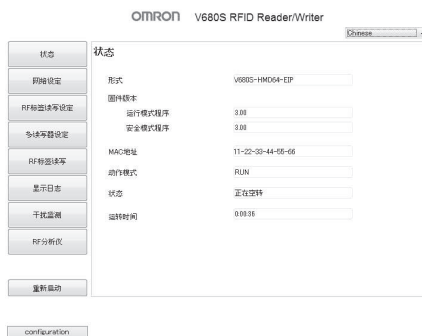 OMRON V680S RFID Reader/Writer
Chinese
状态
网络设定
RF标签读写设定
多读写器设定
RF标签读写
显示日志
干扰监测
RF分析仪
重新启动
configuration
状态
形式 V680S-HMD64-EIP
固件版本
运行模式程序 3.00
安全模式程序 3.00
MAC地址 11-22-33-44-55-66
动作模式 RUN
状态 正在空转
运转时间 0:00:36